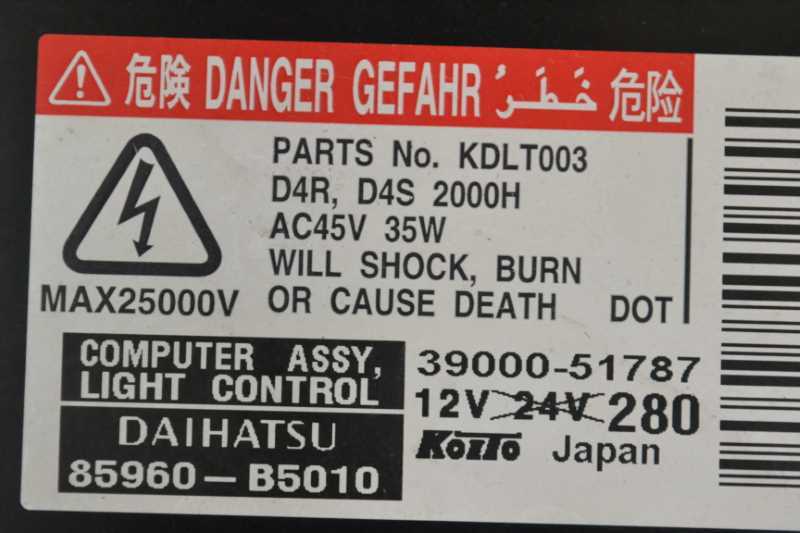 危険 DANGER GEFAHR خَطَرُ 危险
PARTS No. KDLT003
D4R, D4S 2000H
AC45V 35W
WILL SHOCK, BURN
MAX25000V OR CAUSE DEATH DOT
COMPUTER ASSY,
LIGHT CONTROL
DAIHATSU
85960-B5010
39000-51787
12V 24V 280
KOITO Japan